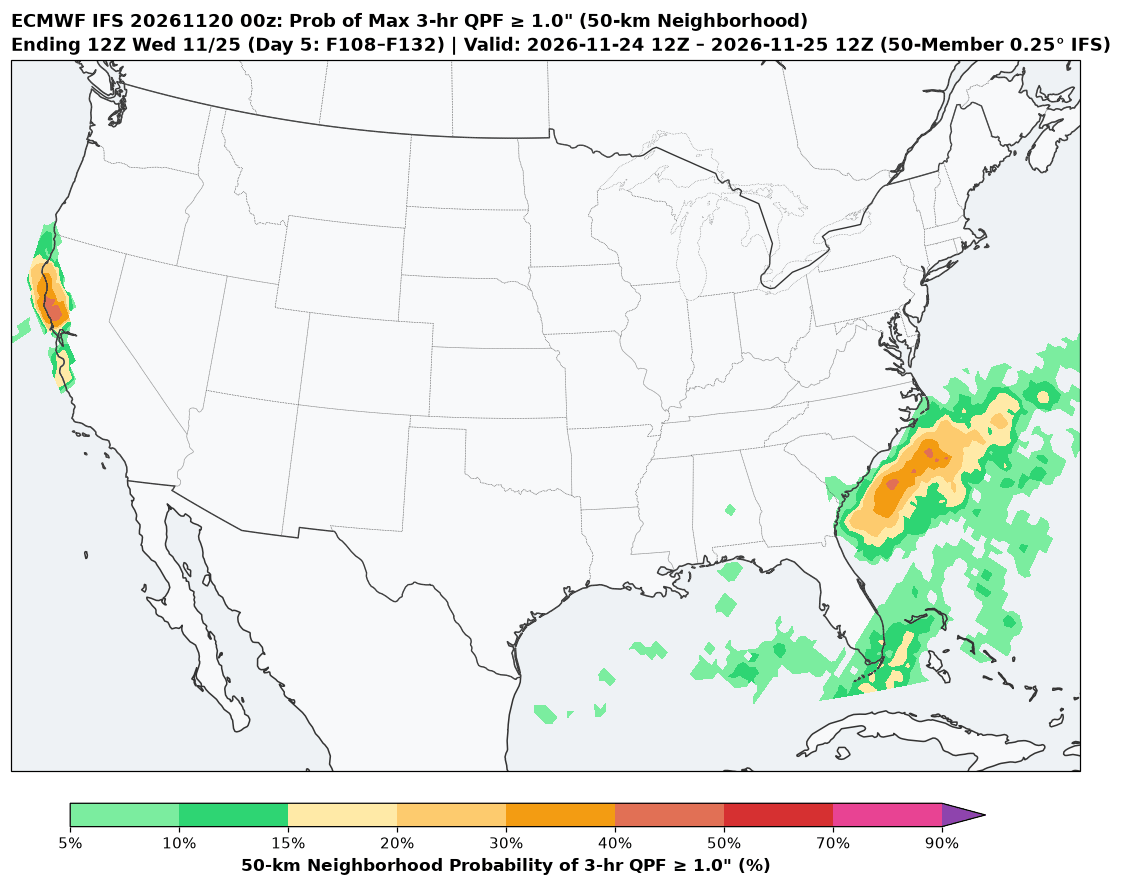 ECMWF IFS 20261120 00z: Prob of Max 3-hr QPF ≥ 1.0" (50-km Neighborhood)
Ending 12Z Wed 11/25 (Day 5: F108–F132) | Valid: 2026-11-24 12Z – 2026-11-25 12Z (50-Member 0.25° IFS)
5% 10% 15% 20% 30% 40% 50% 70% 90%
50-km Neighborhood Probability of 3-hr QPF ≥ 1.0" (%)